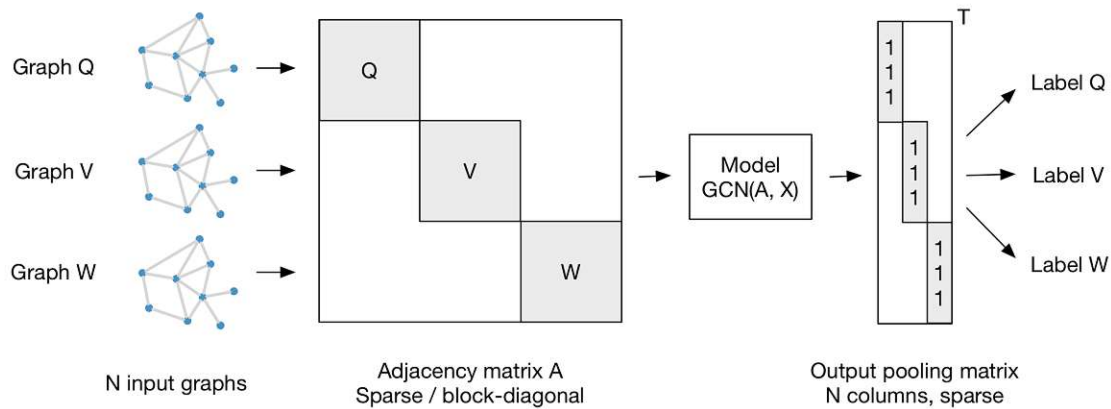 Graph Q
Graph V
Graph W
N input graphs
Q
V
W
Adjacency matrix A
Sparse / block-diagonal
Model
GCN(A, X)
T
1
1
1
1
1
1
1
1
1
Output pooling matrix
N columns, sparse
Label Q
Label V
Label W